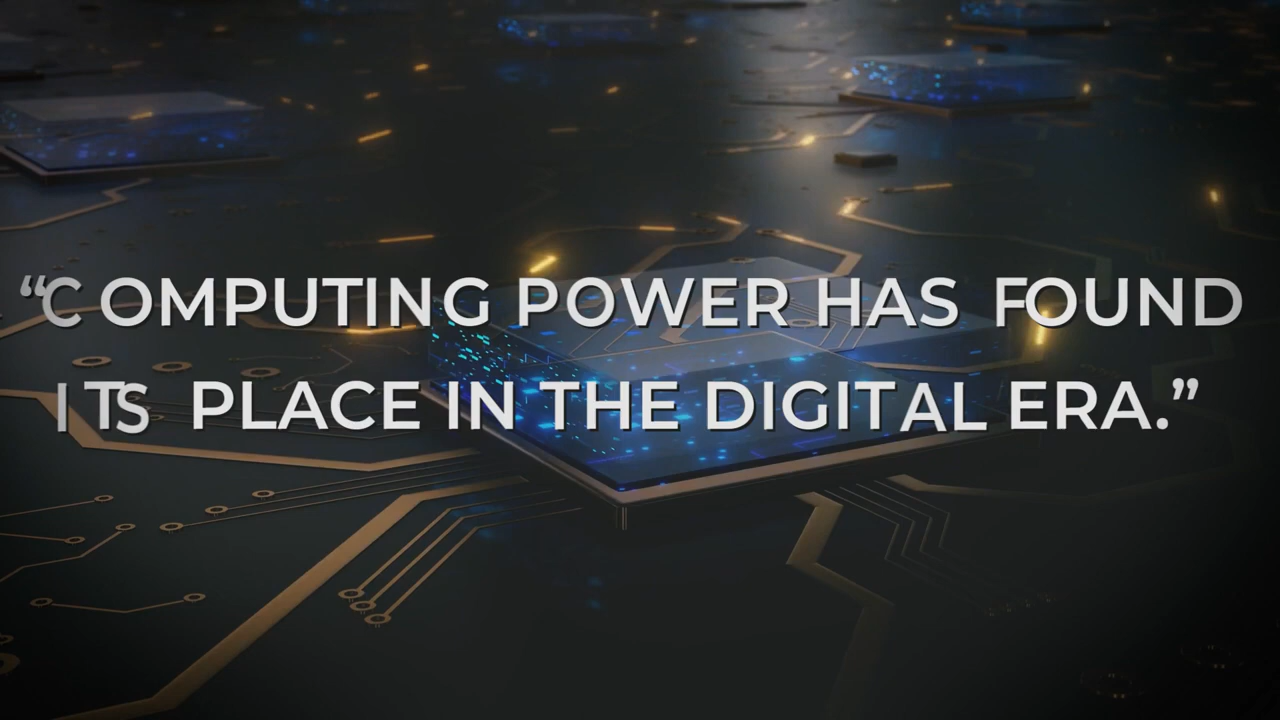 “COMPUTING POWER HAS FOUND
ITS PLACE IN THE DIGITAL ERA.”